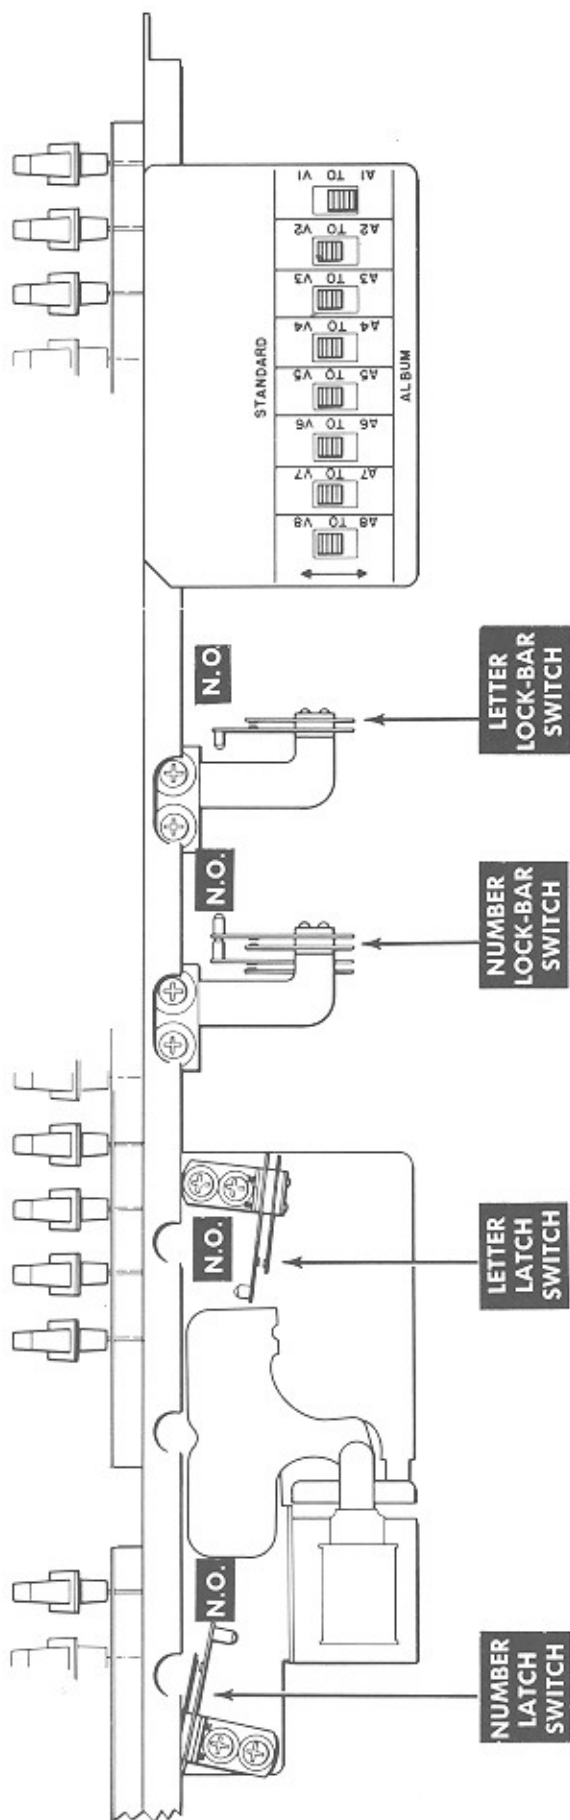 N.O.
N.O.
N.O.
N.O.
STANDARD
A8 TO V8
A7 TO V7
A6 TO V6
A5 TO V5
A4 TO V4
A3 TO V3
A2 TO V2
A1 TO V1
ALBUM
NUMBER
LATCH
SWITCH
LETTER
LATCH
SWITCH
NUMBER
LOCK-BAR
SWITCH
LETTER
LOCK-BAR
SWITCH